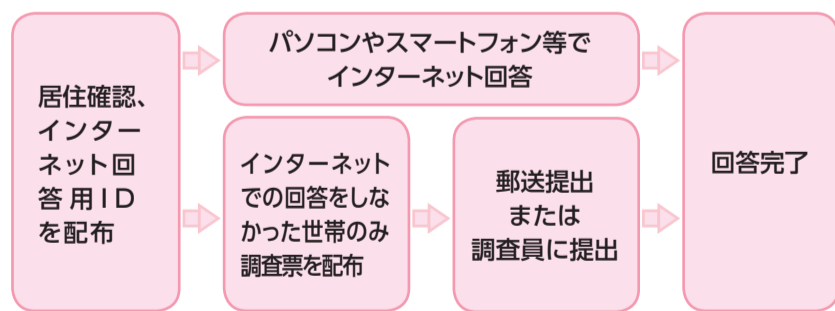 居住確認、
インター
ネット回
答用ID
を配布
パソコンやスマートフォン等で
インターネット回答
インターネット
での回答をしな
かった世帯のみ
調査票を配布
郵送提出
または
調査員に提出
回答完了